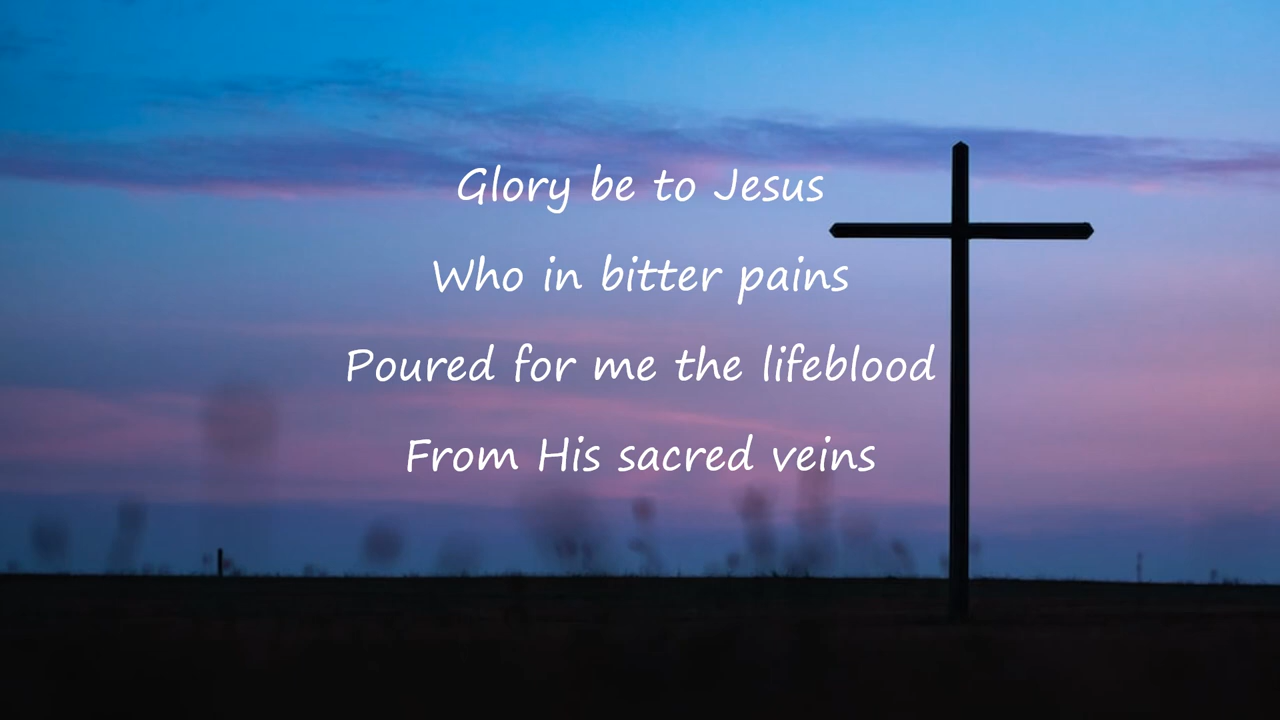 Glory be to Jesus
Who in bitter pains
Poured for me the lifeblood
From His sacred veins